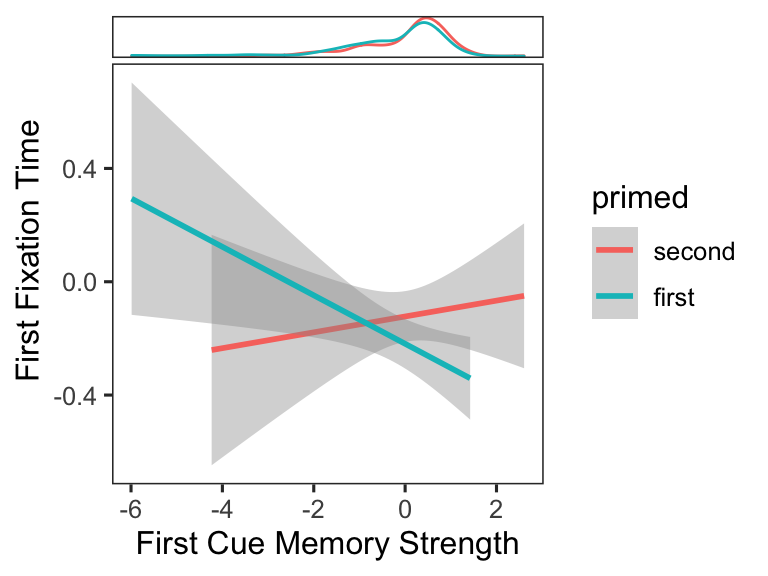 First Fixation Time
0.4
0.0
-0.4
-6
-4
-2
0
2
First Cue Memory Strength
primed
second
first